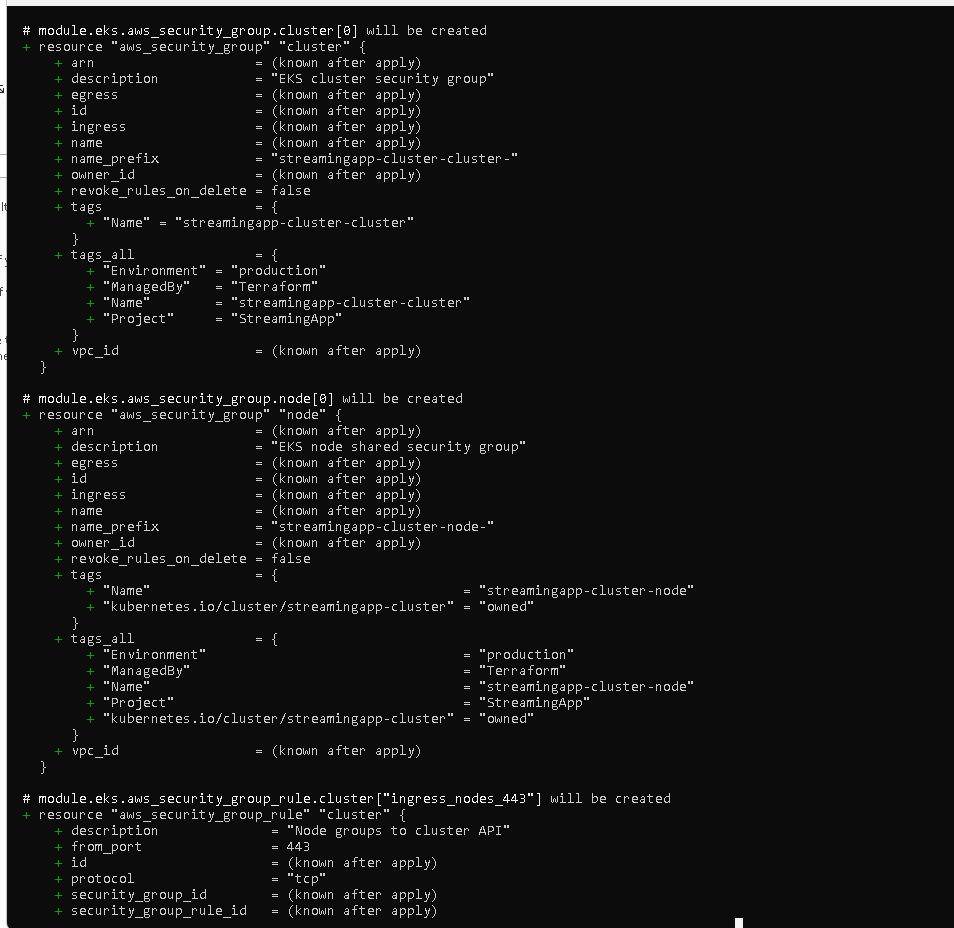 # module.eks.aws_security_group.cluster[0] will be created
+ resource "aws_security_group" "cluster" {
    + arn                    = (known after apply)
    + description            = "EKS cluster security group"
    + egress                 = (known after apply)
    + id                     = (known after apply)
    + ingress                = (known after apply)
    + name                   = (known after apply)
    + name_prefix            = "streamingapp-cluster-cluster-"
    + owner_id               = (known after apply)
    + revoke_rules_on_delete = false
    + tags                   = {
        + "Name" = "streamingapp-cluster-cluster"
      }
    + tags_all               = {
        + "Environment" = "production"
        + "ManagedBy"   = "Terraform"
        + "Name"        = "streamingapp-cluster-cluster"
        + "Project"     = "StreamingApp"
      }
    + vpc_id                 = (known after apply)
  }
# module.eks.aws_security_group.node[0] will be created
+ resource "aws_security_group" "node" {
    + arn                    = (known after apply)
    + description            = "EKS node shared security group"
    + egress                 = (known after apply)
    + id                     = (known after apply)
    + ingress                = (known after apply)
    + name                   = (known after apply)
    + name_prefix            = "streamingapp-cluster-node-"
    + owner_id               = (known after apply)
    + revoke_rules_on_delete = false
    + tags                   = {
        + "Name"                                       = "streamingapp-cluster-node"
        + "kubernetes.io/cluster/streamingapp-cluster" = "owned"
      }
    + tags_all               = {
        + "Environment"                                = "production"
        + "ManagedBy"                                  = "Terraform"
        + "Name"                                       = "streamingapp-cluster-node"
        + "Project"                                    = "StreamingApp"
        + "kubernetes.io/cluster/streamingapp-cluster" = "owned"
      }
    + vpc_id                 = (known after apply)
  }
# module.eks.aws_security_group_rule.cluster["ingress_nodes_443"] will be created
+ resource "aws_security_group_rule" "cluster" {
    + description              = "Node groups to cluster API"
    + from_port                = 443
    + id                       = (known after apply)
    + protocol                 = "tcp"
    + security_group_id        = (known after apply)
    + security_group_rule_id   = (known after apply)